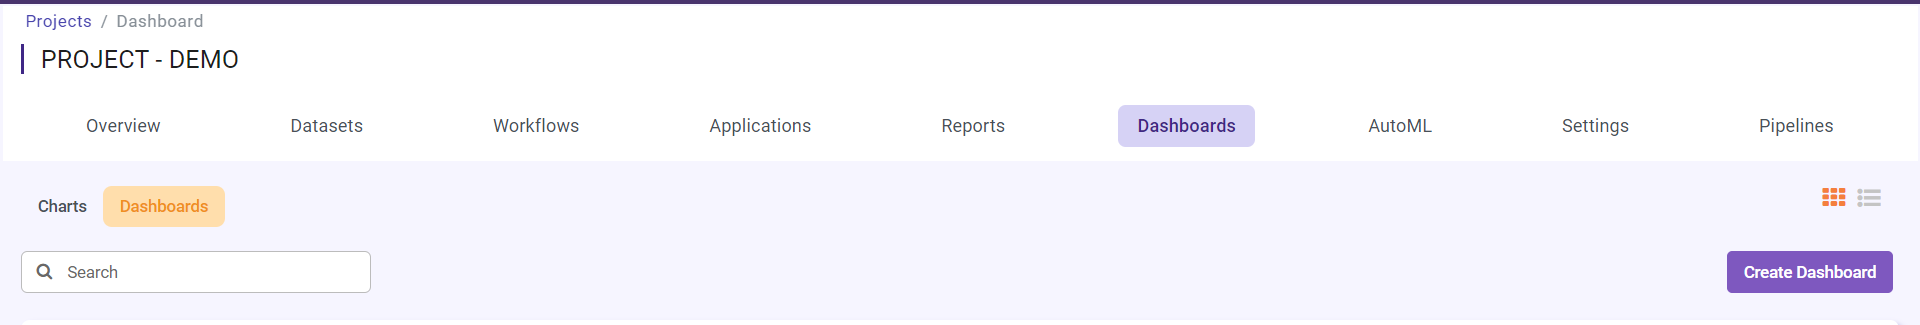 Projects / Dashboard
PROJECT - DEMO
Overview Datasets Workflows Applications Reports Dashboards AutoML Settings Pipelines
Charts Dashboards
Search Create Dashboard